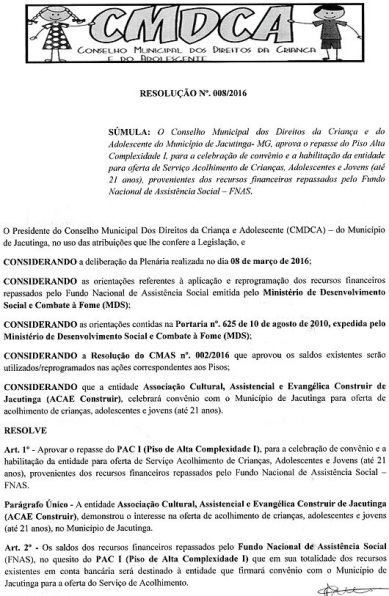 CMDCA
CONSELHO MUNICIPAL DOS DIREITOS DA CRIANÇA
E DO ADOLESCENTE
RESOLUÇÃO Nº. 008/2016
SÚMULA: O Conselho Municipal dos Direitos da Criança e do
Adolescente do Município de Jacutinga- MG, aprova o repasse do Piso Alta
Complexidade I, para a celebração de convênio e a habilitação da entidade
para oferta de Serviço Acolhimento de Crianças, Adolescentes e Jovens (até
21 anos), provenientes dos recursos financeiros repassados pelo Fundo
Nacional de Assistência Social – FNAS.
O Presidente do Conselho Municipal Dos Direitos da Criança e Adolescente (CMDCA) – do Município
de Jacutinga, no uso das atribuições que lhe confere a Legislação, e
CONSIDERANDO a deliberação da Plenária realizada no dia 08 de março de 2016;
CONSIDERANDO as orientações referentes à aplicação e reprogramação dos recursos financeiros
repassados pelo Fundo Nacional de Assistência Social emitida pelo Ministério de Desenvolvimento
Social e Combate à Fome (MDS);
CONSIDERANDO as orientações contidas na Portaria nº. 625 de 10 de agosto de 2010, expedida pelo
Ministério de Desenvolvimento Social e Combate à Fome (MDS);
CONSIDERANDO a Resolução do CMAS nº. 002/2016 que aprovou os saldos existentes serão
utilizados/reprogramados nas ações correspondentes aos Pisos;
CONSIDERANDO que a entidade Associação Cultural, Assistencial e Evangélica Construir de
Jacutinga (ACAE Construir), celebrará convênio com o Município de Jacutinga para oferta de
acolhimento de crianças, adolescentes e jovens (até 21 anos).
RESOLVE
Art. 1º - Aprovar o repasse do PAC I (Piso de Alta Complexidade I), para a celebração de convênio e a
habilitação da entidade para oferta de Serviço Acolhimento de Crianças, Adolescentes e Jovens (até 21
anos), provenientes dos recursos financeiros repassados pelo Fundo Nacional de Assistência Social –
FNAS.
Parágrafo Único - A entidade Associação Cultural, Assistencial e Evangélica Construir de Jacutinga
(ACAE Construir), demonstrou o interesse na oferta de acolhimento de crianças, adolescentes e jovens
(até 21 anos), no Município de Jacutinga.
Art. 2º - Os saldos dos recursos financeiros repassados pelo Fundo Nacional de Assistência Social
(FNAS), no quesito do PAC I (Piso de Alta Complexidade I) que em sua totalidade dos recursos
existentes em conta bancária será destinado à entidade que firmará convênio com o Município de
Jacutinga para a oferta do Serviço de Acolhimento.